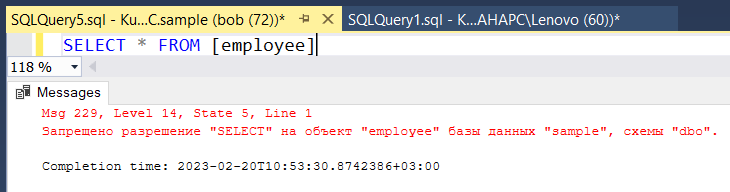 SQLQuery5.sql - Ku...C.sample (bob (72))*
SQLQuery1.sql - K...AHAPC\Lenovo (60))*
SELECT * FROM [employee]
118 %
Messages
Msg 229, Level 14, State 5, Line 1
Запрещено разрешение "SELECT" на объект "employee" базы данных "sample", схемы "dbo".
Completion time: 2023-02-20T10:53:30.8742386+03:00